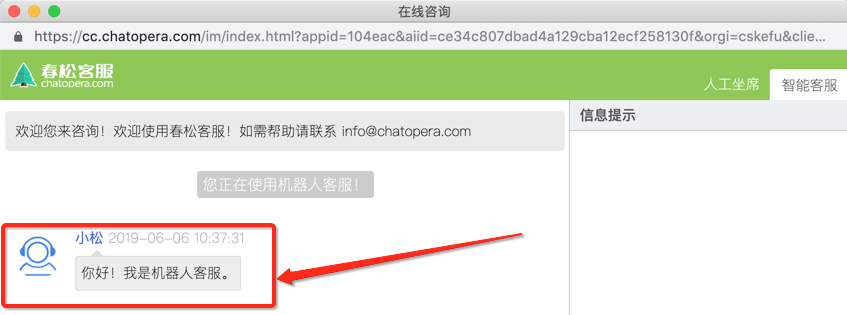 在线咨询
https://cc.chatopera.com/im/index.html?appid=104eac&aiid=ce34c807dbad4a129cba12ecf258130f&orgi=cskefu&clie...
春松客服
chatopera.com
人工坐席
智能客服
欢迎您来咨询！欢迎使用春松客服！如需帮助请联系 info@chatopera.com
信息提示
您正在使用机器人客服！
小松 2019-06-06 10:37:31
你好！我是机器人客服。